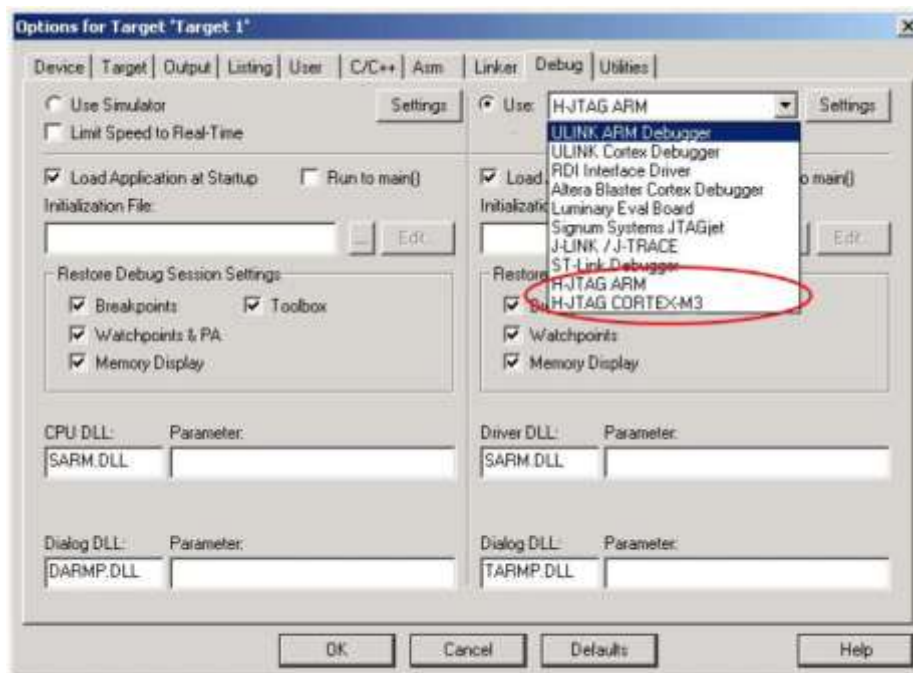 Options for Target 'Target 1'
Device Target Output Listing User C/C++ Asm Linker Debug Utilities
Use Simulator Settings
Limit Speed to Real-Time
Use: H-JTAG ARM Settings
ULINK ARM Debugger
ULINK Cortex Debugger
RDI Interface Driver
Altera Blaster Cortex Debugger
Luminary Eval Board
Signum Systems JTAGjet
J-LINK / J-TRACE
ST-Link Debugger
H-JTAG ARM
H-JTAG CORTEX-M3
Load Application at Startup Run to main()
Initialization File:
... Edit...
Restore Debug Session Settings
Breakpoints Toolbox
Watchpoints & PA
Memory Display
Load o main()
Initializati
Edit...
Restore
B
Watchpoints
Memory Display
CPU DLL: Parameter:
SARM.DLL
Driver DLL: Parameter:
SARM.DLL
Dialog DLL: Parameter:
DARMP.DLL
Dialog DLL: Parameter:
TARMP.DLL
OK Cancel Defaults Help